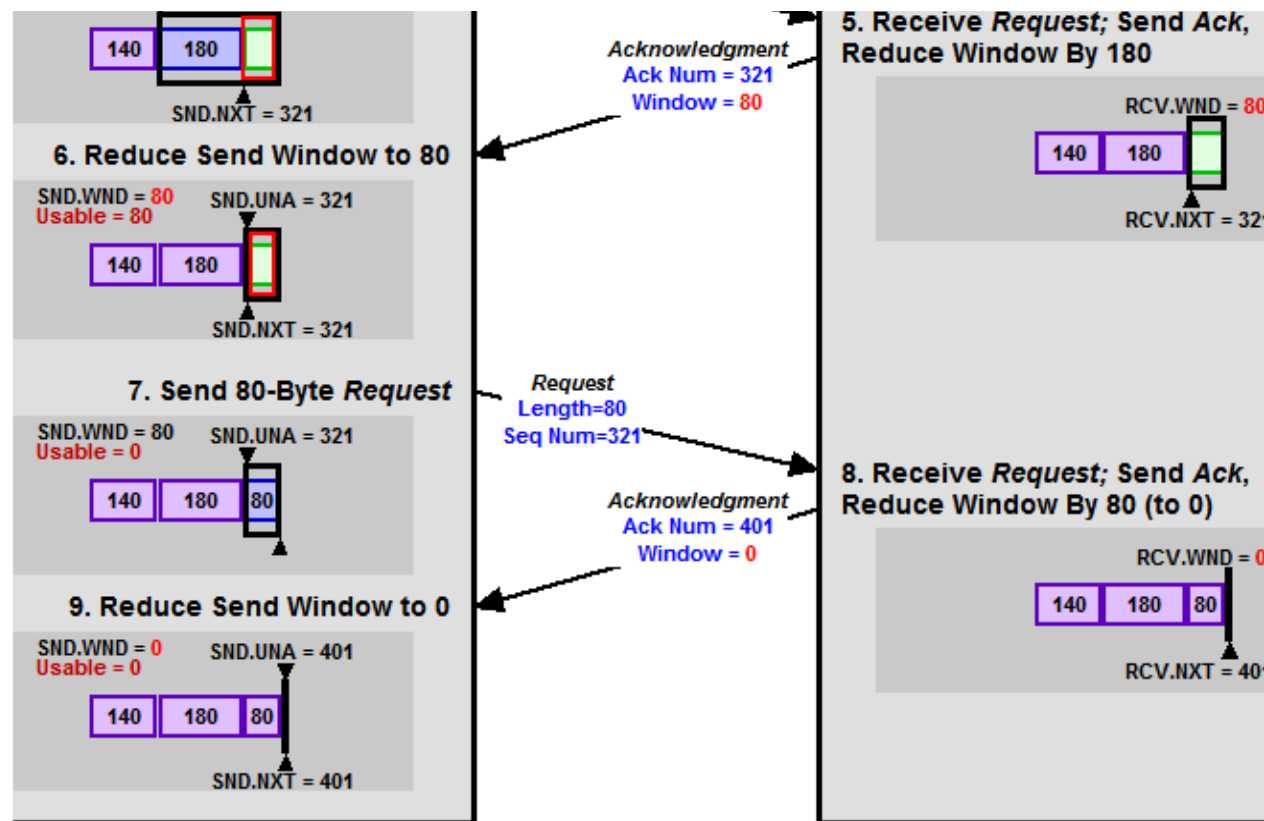 140 180
SND.NXT = 321
6. Reduce Send Window to 80
SND.WND = 80
Usable = 80
SND.UNA = 321
140 180
SND.NXT = 321
7. Send 80-Byte Request
SND.WND = 80
Usable = 0
SND.UNA = 321
140 180 80
9. Reduce Send Window to 0
SND.WND = 0
Usable = 0
SND.UNA = 401
140 180 80
SND.NXT = 401
Acknowledgment
Ack Num = 321
Window = 80
Request
Length=80
Seq Num=321
Acknowledgment
Ack Num = 401
Window = 0
5. Receive Request; Send Ack,
Reduce Window By 180
RCV.WND = 80
140 180
RCV.NXT = 321
8. Receive Request; Send Ack,
Reduce Window By 80 (to 0)
RCV.WND = 0
140 180 80
RCV.NXT = 401